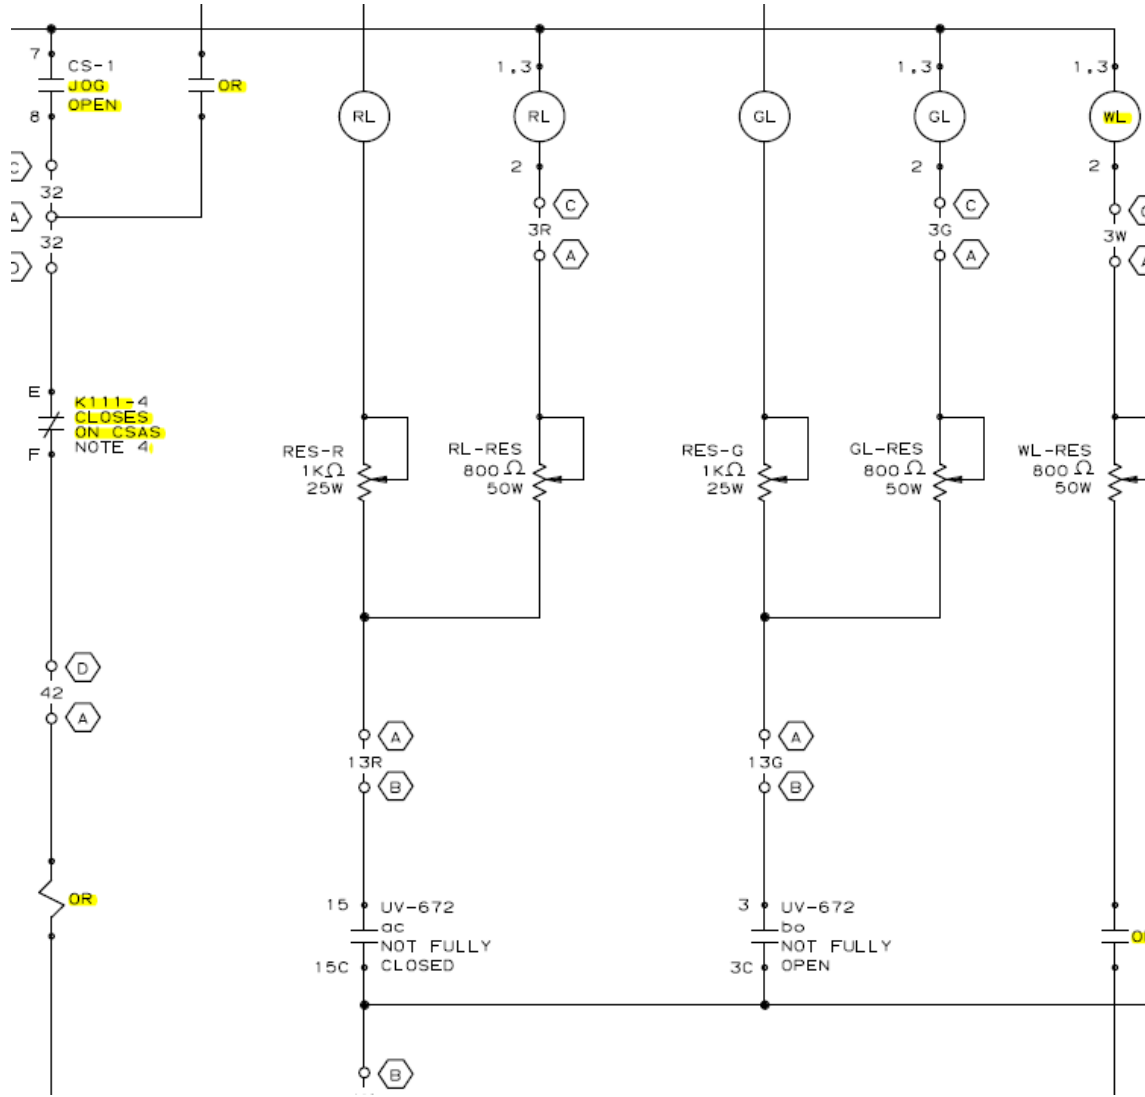 7
CS-1
JOG
OPEN
8
OR
RL
1,3
RL
2
GL
1,3
GL
2
1,3
WL
2
32
A
32
C
3R
A
C
3G
A
3W
E
K111-4
CLOSES
ON CSAS
NOTE 4
F
RES-R
1KΩ
25W
RL-RES
800Ω
50W
RES-G
1KΩ
25W
GL-RES
800Ω
50W
WL-RES
800Ω
50W
D
42
A
A
13R
B
A
13G
B
OR
15
UV-672
ac
NOT FULLY
CLOSED
15C
3
UV-672
bo
NOT FULLY
OPEN
3C
B